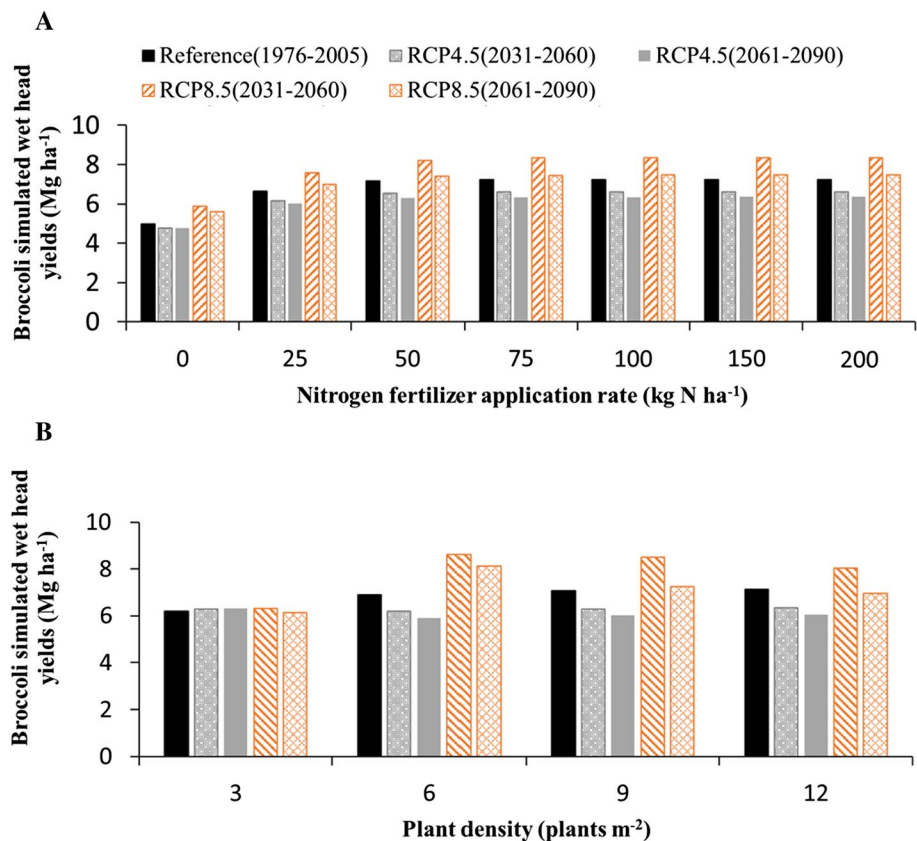 A
Reference(1976-2005) RCP4.5(2031-2060) RCP4.5(2061-2090)
RCP8.5(2031-2060) RCP8.5(2061-2090)
Broccoli simulated wet head
yields (Mg ha⁻¹)
10
8
6
4
2
0
0 25 50 75 100 150 200
Nitrogen fertilizer application rate (kg N ha⁻¹)
B
Broccoli simulated wet head
yields (Mg ha⁻¹)
10
8
6
4
2
0
3 6 9 12
Plant density (plants m⁻²)